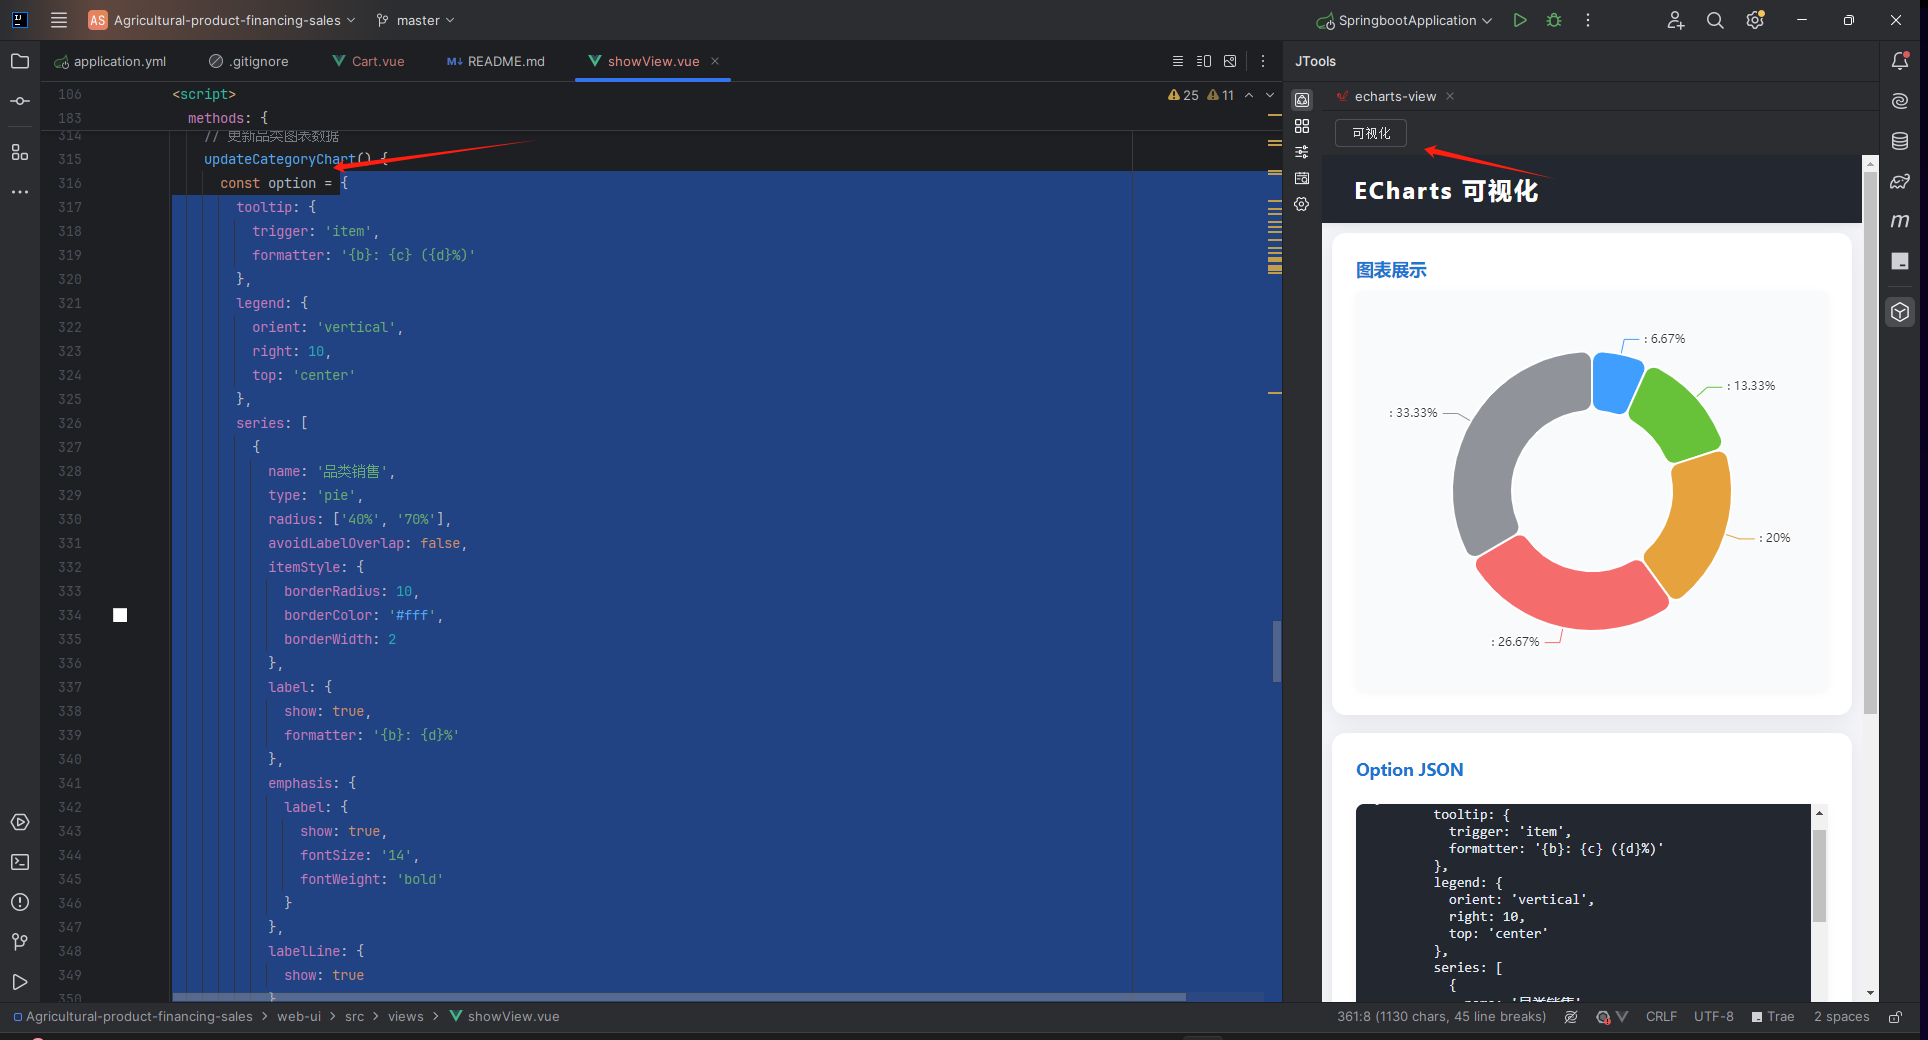 AS Agricultural-product-financing-sales master SpringbootApplication
application.yml .gitignore Cart.vue M↓ README.md showView.vue
JTools
echarts-view
可视化
25 11
106 <script>
183 methods: {
314 // 更新品类图表数据
315 updateCategoryChart() {
316 const option = {
317 tooltip: {
318 trigger: 'item',
319 formatter: '{b}: {c} ({d}%)'
320 },
321 legend: {
322 orient: 'vertical',
323 right: 10,
324 top: 'center'
325 },
326 series: [
327 {
328 name: '品类销售',
329 type: 'pie',
330 radius: ['40%', '70%'],
331 avoidLabelOverlap: false,
332 itemStyle: {
333 borderRadius: 10,
334 borderColor: '#fff',
335 borderWidth: 2
336 },
337 label: {
338 show: true,
339 formatter: '{b}: {d}%'
340 },
341 emphasis: {
342 label: {
343 show: true,
344 fontSize: '14',
345 fontWeight: 'bold'
346 }
347 },
348 labelLine: {
349 show: true
350 }
ECharts 可视化
图表展示
: 6.67%
: 13.33%
: 33.33%
: 20%
: 26.67%
Option JSON
tooltip: {
trigger: 'item',
formatter: '{b}: {c} ({d}%)'
},
legend: {
orient: 'vertical',
right: 10,
top: 'center'
},
series: [
{
name: '品类销售'
m
Agricultural-product-financing-sales > web-ui > src > views > showView.vue
361:8 (1130 chars, 45 line breaks) CRLF UTF-8 Trae 2 spaces